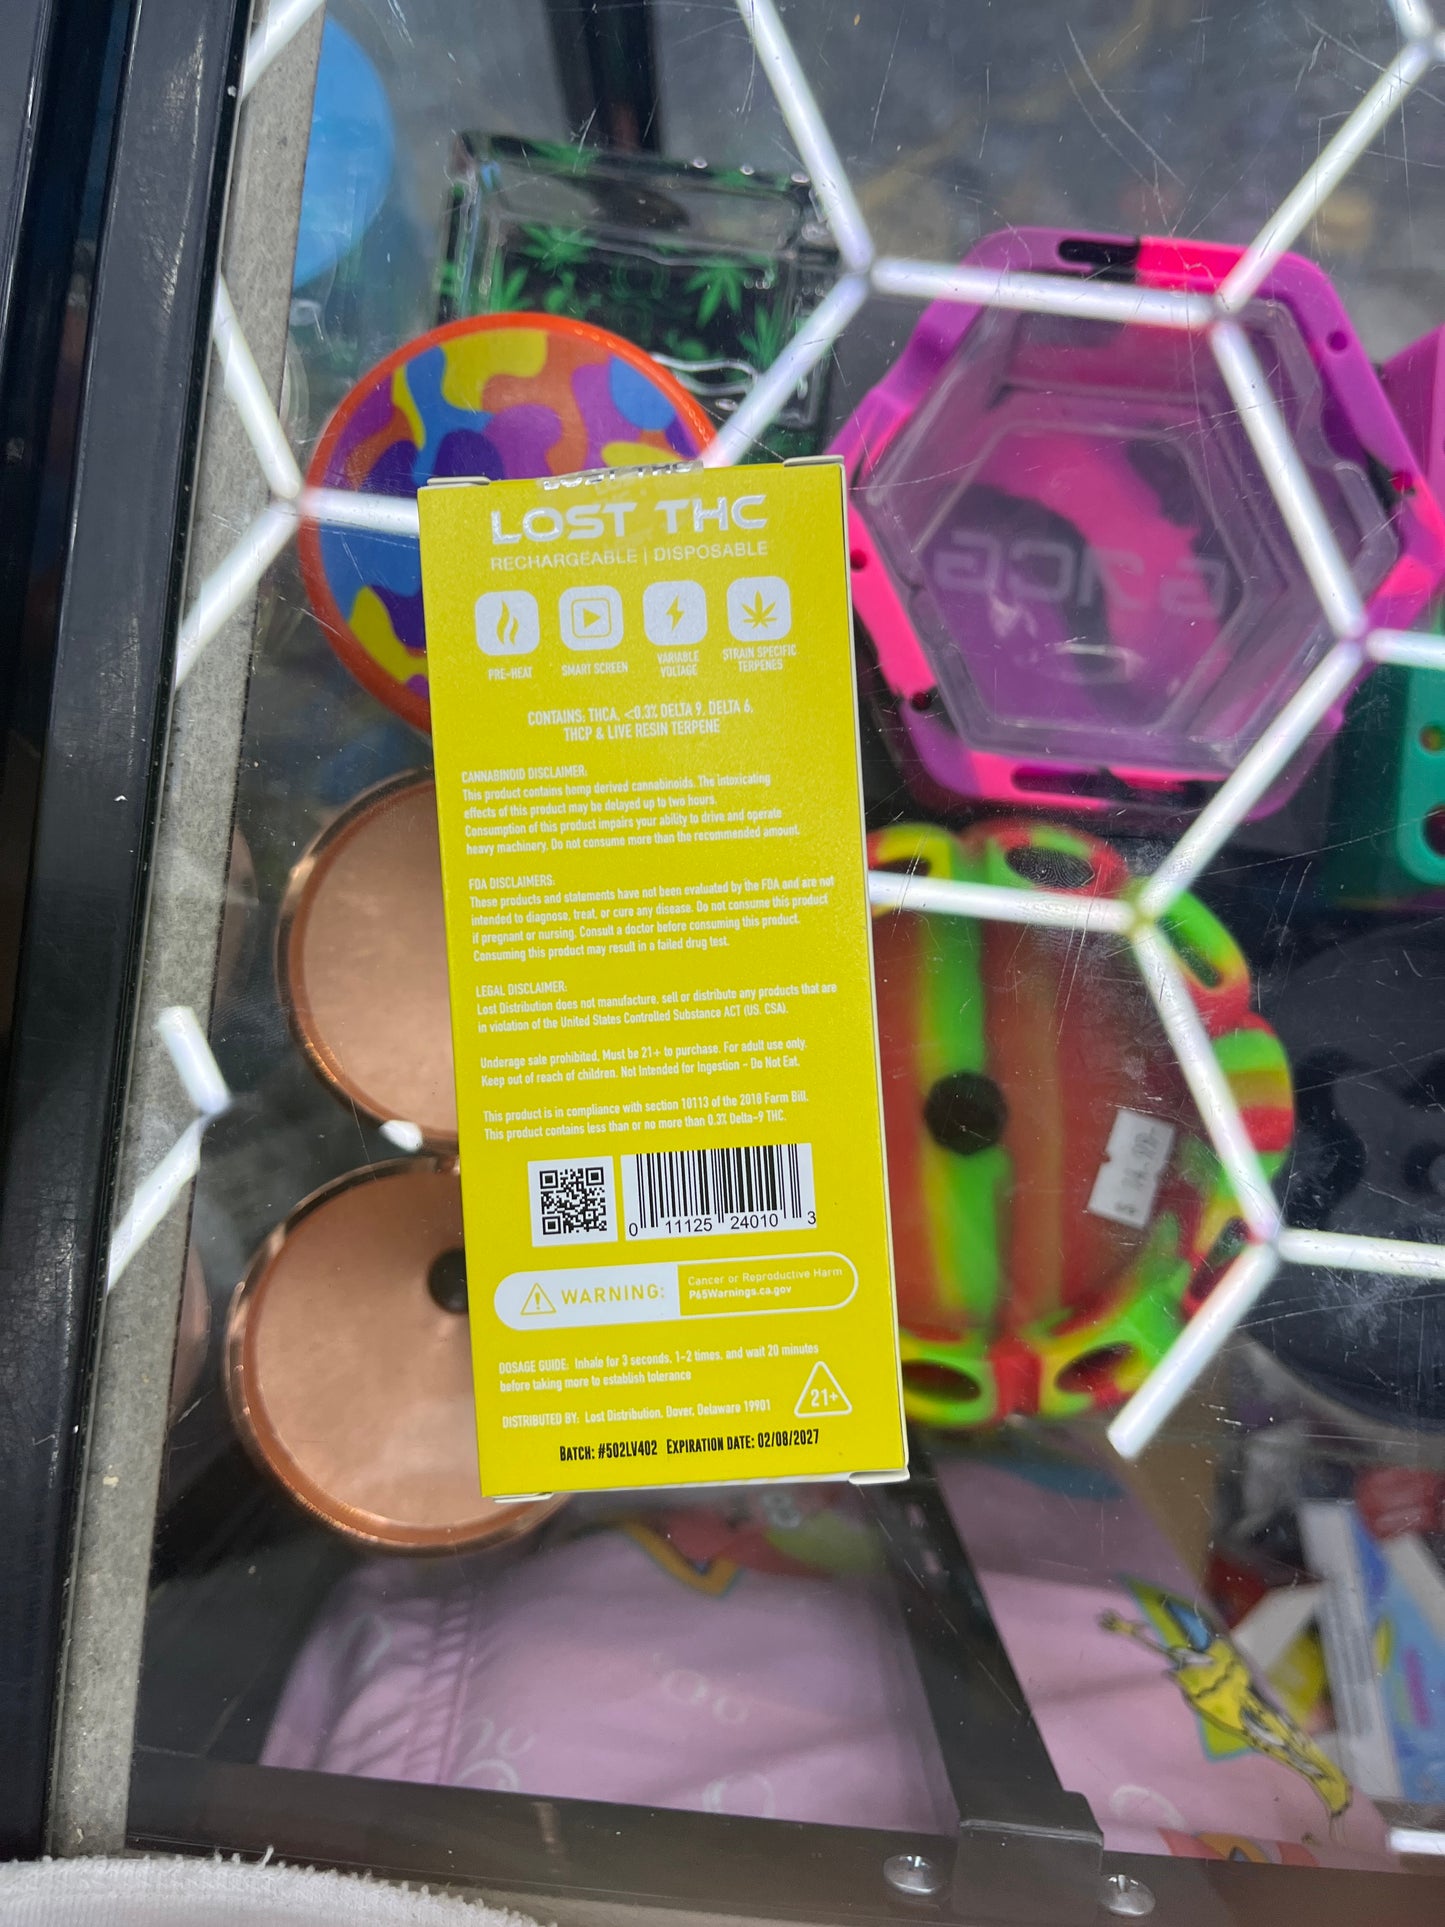 LOST THC
LOST THC
RECHARGEABLE | DISPOSABLE
PRE-HEAT
SMART SCREEN
VARIABLE
VOLTAGE
STRAIN SPECIFIC
TERPENES
CONTAINS: THCA, <0.3% DELTA 9, DELTA 6,
THCP & LIVE RESIN TERPENE
CANNABINOID DISCLAIMER:
This product contains hemp derived cannabinoids. The intoxicating
effects of this product may be delayed up to two hours.
Consumption of this product impairs your ability to drive and operate
heavy machinery. Do not consume more than the recommended amount.
FDA DISCLAIMERS:
These products and statements have not been evaluated by the FDA and are not
intended to diagnose, treat, or cure any disease. Do not consume this product
if pregnant or nursing. Consult a doctor before consuming this product.
Consuming this product may result in a failed drug test.
LEGAL DISCLAIMER:
Lost Distribution does not manufacture, sell or distribute any products that are
in violation of the United States Controlled Substance ACT (US. CSA).
Underage sale prohibited, Must be 21+ to purchase. For adult use only.
Keep out of reach of children. Not Intended for Ingestion - Do Not Eat.
This product is in compliance with section 10113 of the 2018 Farm Bill.
This product contains less than or no more than 0.3% Delta-9 THC.
0 11125 24010 3
WARNING:
Cancer or Reproductive Harm
P65Warnings.ca.gov
DOSAGE GUIDE: Inhale for 3 seconds, 1-2 times, and wait 20 minutes
before taking more to establish tolerance
21+
DISTRIBUTED BY: Lost Distribution, Dover, Delaware 19901
BATCH: #502LV402 EXPIRATION DATE: 02/08/2027